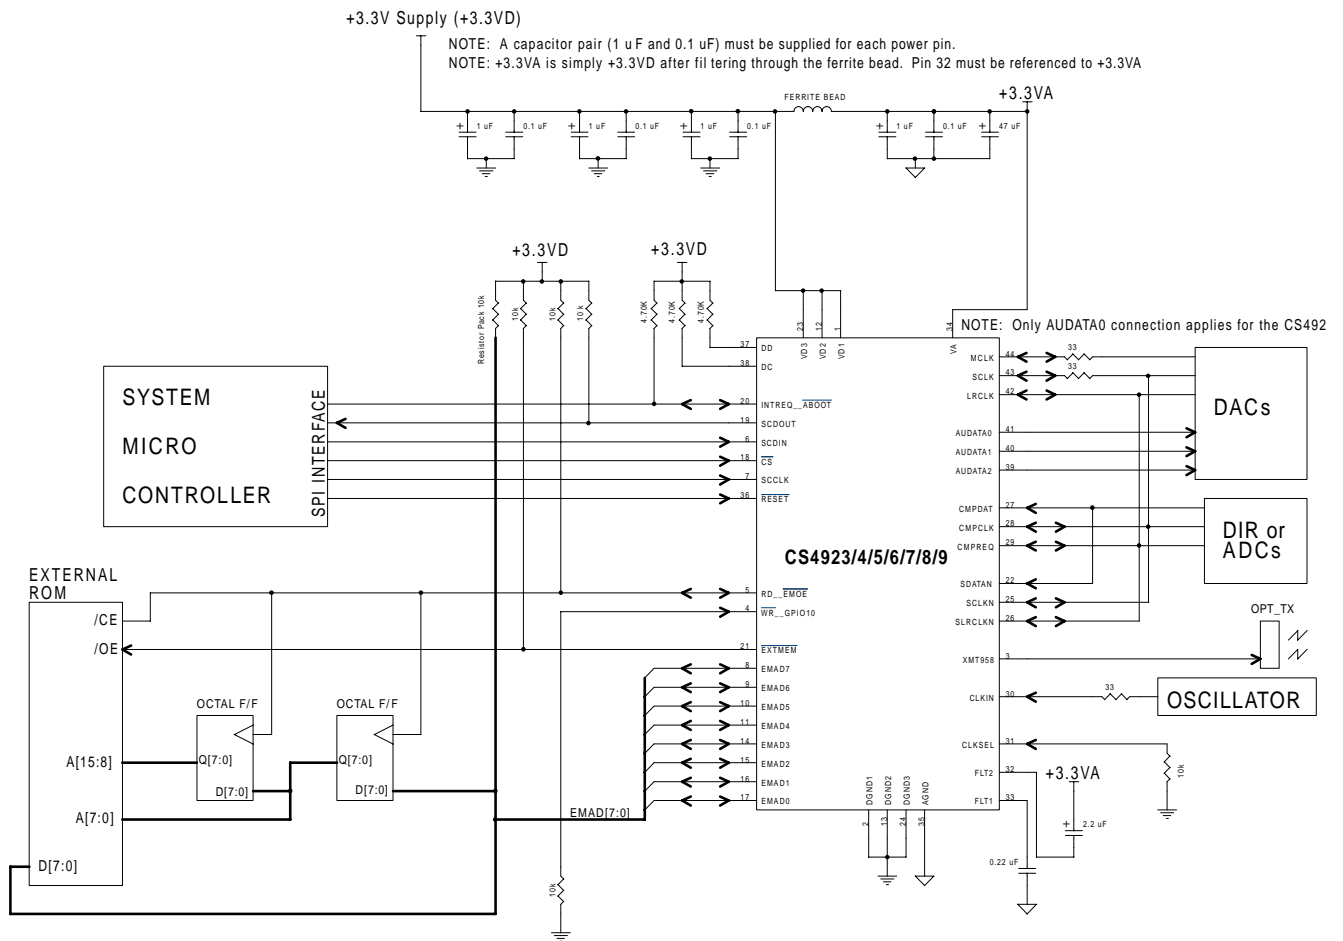 +3.3V Supply (+3.3VD)
NOTE: A capacitor pair (1 uF and 0.1 uF) must be supplied for each power pin.
NOTE: +3.3VA is simply +3.3VD after fil tering through the ferrite bead. Pin 32 must be referenced to +3.3VA
FERRITE BEAD
+3.3VA
+ 1 uF
0.1 uF
+ 1 uF
0.1 uF
+ 1 uF
0.1 uF
+ 1 uF
0.1 uF
+ 47 uF
+3.3VD
+3.3VD
Resistor Pack 10k
10k
10k
10k
4.70K
4.70K
4.70K
23
12
1
34
VD3
VD2
VD1
VA
NOTE: Only AUDATA0 connection applies for the CS492
SYSTEM
MICRO
CONTROLLER
SPI INTERFACE
37 DD
38 DC
20 INTREQ__ABOOT
19 SCDOUT
6 SCDIN
18 CS
7 SCCLK
36 RESET
5 RD__EMOE
4 WR__GPIO10
21 EXTMEM
8 EMAD7
9 EMAD6
10 EMAD5
11 EMAD4
14 EMAD3
15 EMAD2
16 EMAD1
17 EMAD0
CS4923/4/5/6/7/8/9
MCLK 44
33
SCLK 43
33
LRCLK 42
AUDATA0 41
AUDATA1 40
AUDATA2 39
CMPDAT 27
CMPCLK 28
CMPREQ 29
SDATAN 22
SCLKN 25
SLRCLKN 26
XMT958 3
CLKIN 30
33
CLKSEL 31
FLT2 32
FLT1 33
DACs
DIR or
ADCs
OPT_TX
OSCILLATOR
10k
+3.3VA
+ 2.2 uF
0.22 uF
DGND1
DGND2
DGND3
AGND
2
13
24
35
EXTERNAL
ROM
/CE
/OE
A[15:8]
A[7:0]
D[7:0]
OCTAL F/F
Q[7:0]
D[7:0]
OCTAL F/F
Q[7:0]
D[7:0]
EMAD[7:0]
10k